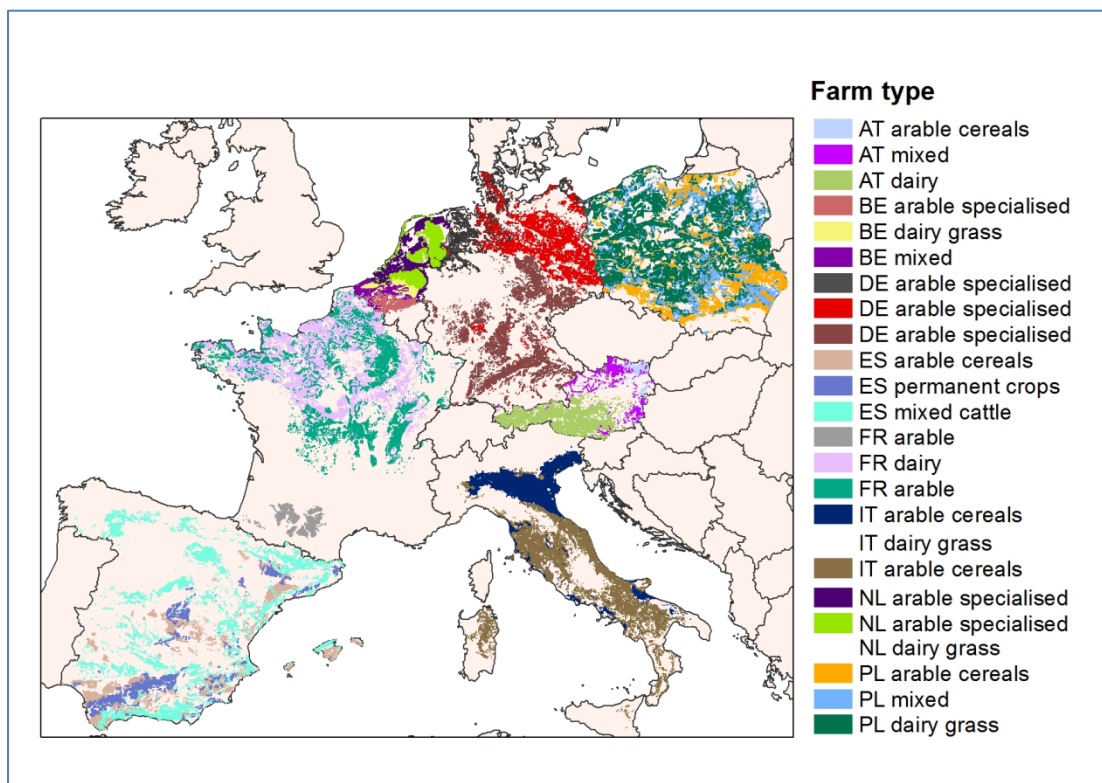 Farm type
AT arable cereals
AT mixed
AT dairy
BE arable specialised
BE dairy grass
BE mixed
DE arable specialised
DE arable specialised
DE arable specialised
ES arable cereals
ES permanent crops
ES mixed cattle
FR arable
FR dairy
FR arable
IT arable cereals
IT dairy grass
IT arable cereals
NL arable specialised
NL arable specialised
NL dairy grass
PL arable cereals
PL mixed
PL dairy grass